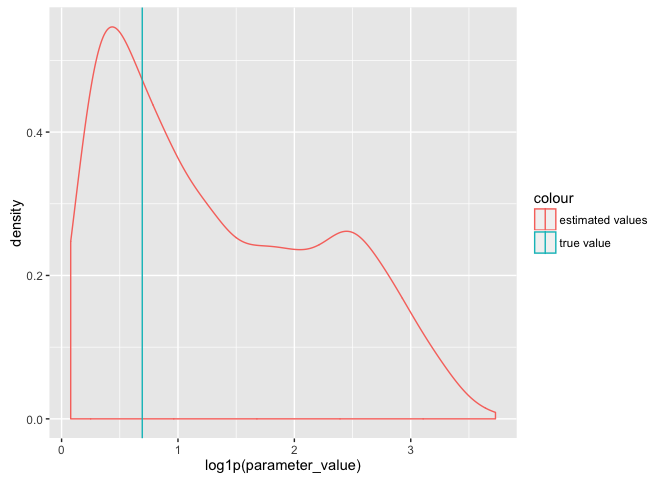 0.4
0.2
0.0
density
0
1
2
3
log1p(parameter_value)
colour
estimated values
true value